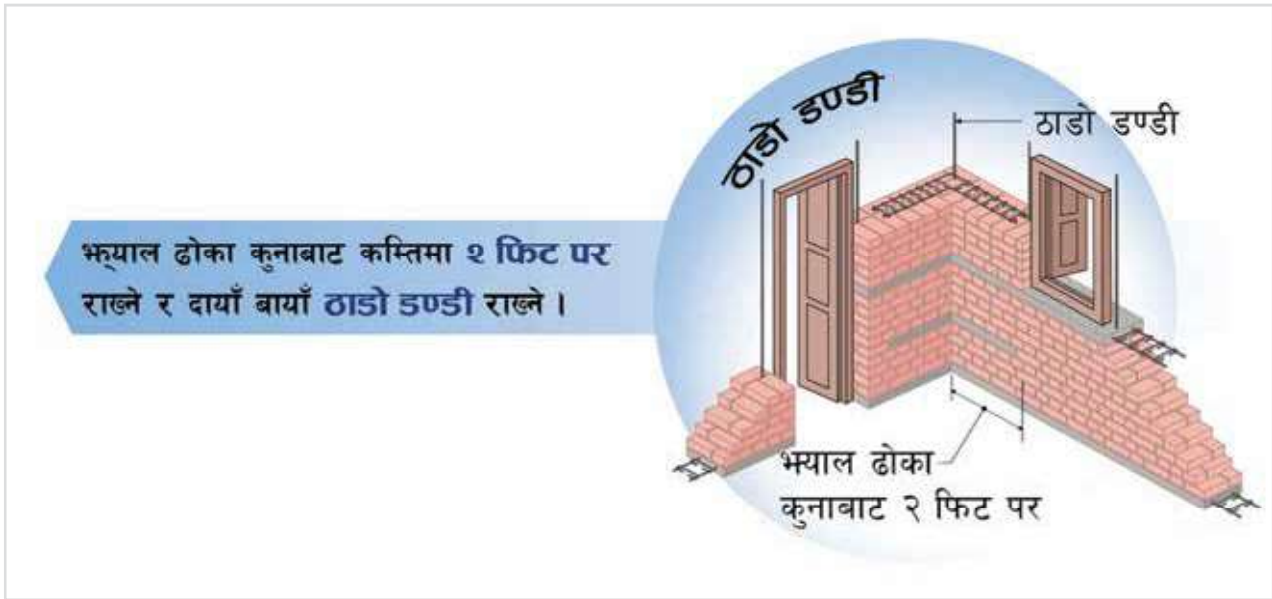 ठाडो डण्डी
ठाडो डण्डी
झ्याल ढोका कुनाबाट कम्तिमा २ फिट पर
राख्ने र दायाँ बायाँ ठाडो डण्डी राख्ने ।
झ्याल ढोका
कुनाबाट २ फिट पर